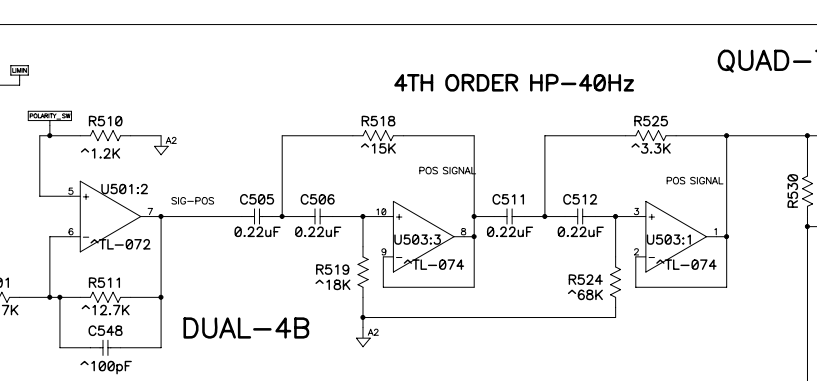 QUAD-
LIMIN
4TH ORDER HP-40Hz
POLARITY_SW
R510
A2
^1.2K
R518
^15K
R525
^3.3K
POS SIGNAL
POS SIGNAL
R530
5
U501:2
7
6
^TL-072
SIG-POS
C505
0.22uF
C506
0.22uF
10
U503:3
8
9
^TL-074
C511
0.22uF
C512
0.22uF
3
U503:1
1
2
^TL-074
R519
^18K
R524
^68K
01
7K
R511
^12.7K
C548
^100pF
DUAL-4B
A2